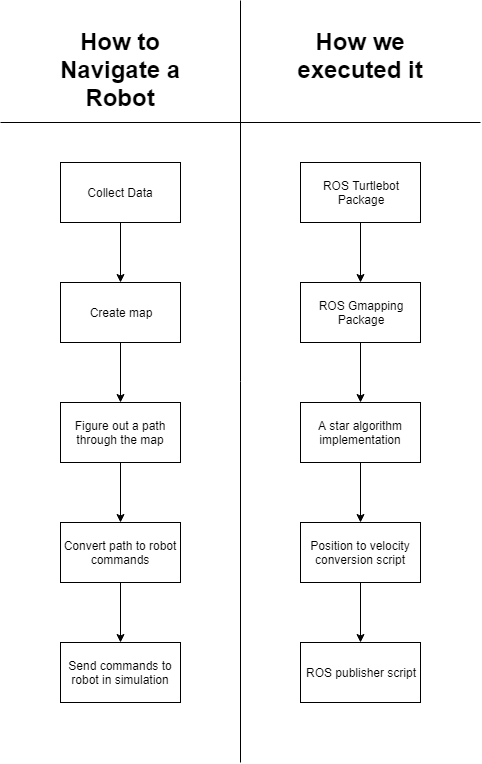 How to
Navigate a
Robot
How we
executed it
Collect Data
ROS Turtlebot
Package
Create map
ROS Gmapping
Package
Figure out a path
through the map
A star algorithm
implementation
Convert path to robot
commands
Position to velocity
conversion script
Send commands to
robot in simulation
ROS publisher script